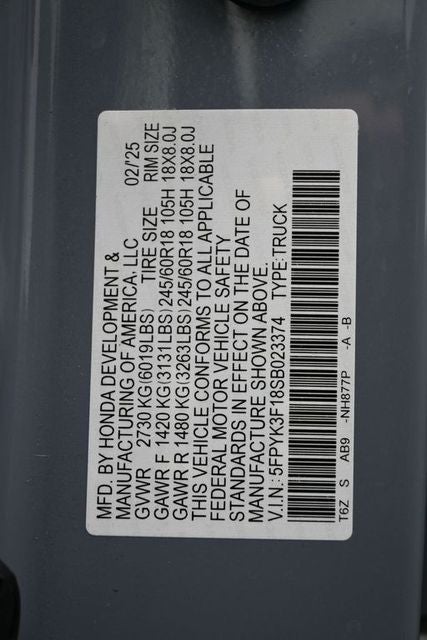 MFD. BY HONDA DEVELOPMENT &
MANUFACTURING OF AMERICA, LLC 02/'25
GVWR 2730 KG (6019LBS) TIRE SIZE RIM SIZE
GAWR F 1420 KG (3131LBS) 245/60R18 105H 18X8.0J
GAWR R 1480 KG (3263LBS) 245/60R18 105H 18X8.0J
THIS VEHICLE CONFORMS TO ALL APPLICABLE
FEDERAL MOTOR VEHICLE SAFETY
STANDARDS IN EFFECT ON THE DATE OF
MANUFACTURE SHOWN ABOVE.
V.I.N.: 5FPYK3F18SB023374 TYPE:TRUCK
T6Z S AB9 -NH877P -A -B